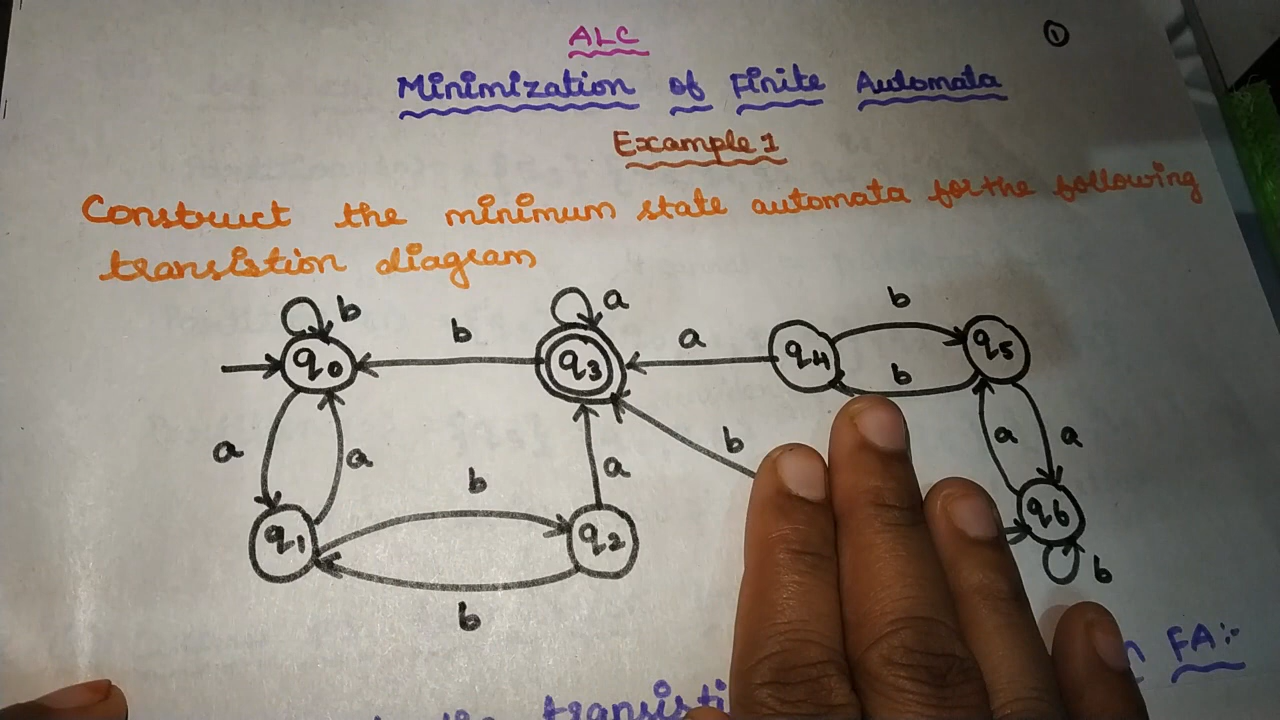 ALC
①
Minimization of Finite Automata
Example 1
Construct the minimum state automata for the following
transistion diagram
b
a
b
b
a
q0
q3
q4
q5
b
a
a
b
a
a
a
b
q1
q2
q6
b
b
FA:-